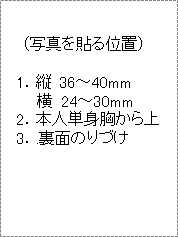 （写真を貼る位置）
1. 縦 36～40mm
横 24～30mm
2. 本人単身胸から上
3. 裏面のりづけ